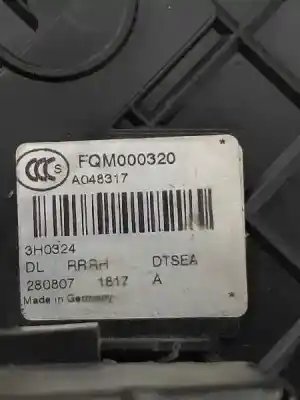 CCC S FQM000320
A048317
3H0324
DL RRRH DTSEA
280807 1817 A
Made in Germany